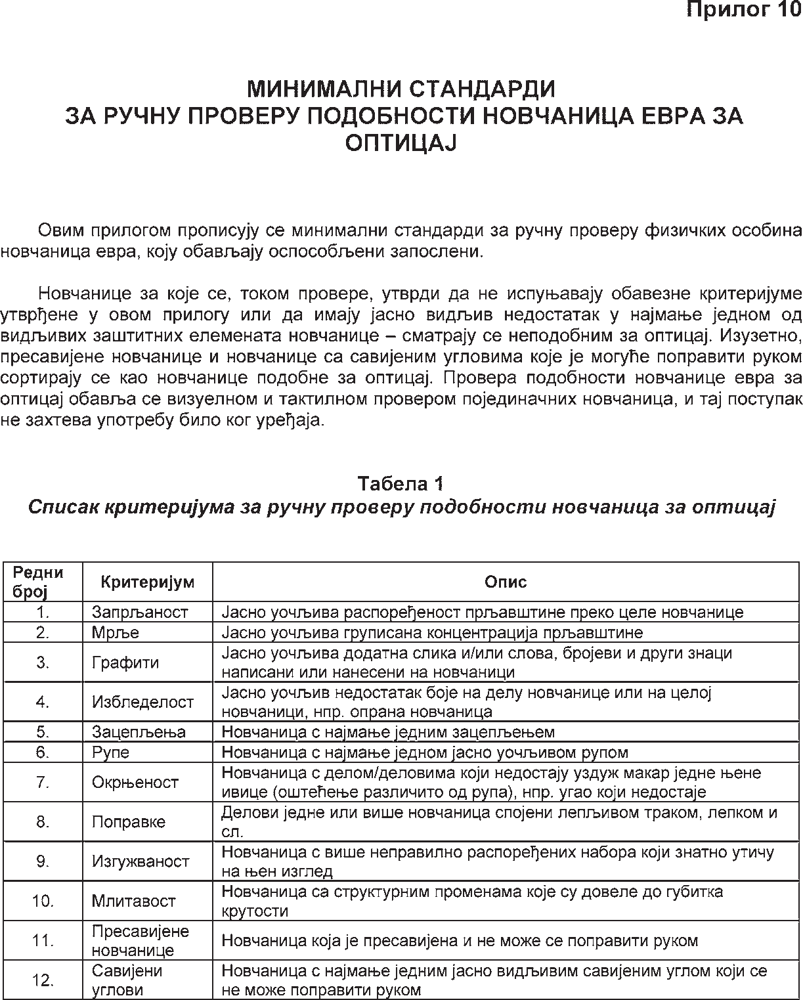 Прилог 10
МИНИМАЛНИ СТАНДАРДИ
ЗА РУЧНУ ПРОВЕРУ ПОДОБНОСТИ НОВЧАНИЦА ЕВРА ЗА
ОПТИЦАЈ
Овим прилогом прописују се минимални стандарди за ручну проверу физичких особина
новчаница евра, коју обављају оспособљени запослени.
Новчанице за које се, током провере, утврди да не испуњавају обавезне критеријуме
утврђене у овом прилогу или да имају јасно видљив недостатак у најмање једном од
видљивих заштитних елемената новчанице – сматрају се неподобним за оптицај. Изузетно,
пресавијене новчанице и новчанице са савијеним угловима које је могуће поправити руком
сортирају се као новчанице подобне за оптицај. Провера подобности новчанице евра за
оптицај обавља се визуелном и тактилном провером појединачних новчаница, и тај поступак
не захтева употребу било ког уређаја.
Табела 1
Списак критеријума за ручну проверу подобности новчаница за оптицај
Редни
број
Критеријум
Опис
1. Запрљаност Јасно уочљива распоређеност прљавштине преко целе новчанице
2. Мрље Јасно уочљива груписана концентрација прљавштине
3. Графити
Јасно уочљива додатна слика и/или слова, бројеви и други знаци
написани или нанесени на новчаници
4. Избледелост
Јасно уочљив недостатак боје на делу новчанице или на целој
новчаници, нпр. опрана новчаница
5. Зацепљења Новчаница с најмање једним зацепљењем
6. Рупе Новчаница с најмање једном јасно уочљивом рупом
7. Окрњеност
Новчаница с делом/деловима који недостају уздуж макар једне њене
ивице (оштећење различито од рупа), нпр. угао који недостаје
8. Поправке
Делови једне или више новчаница спојени лепљивом траком, лепком и
сл.
9. Изгужваност
Новчаница с више неправилно распоређених набора који знатно утичу
на њен изглед
10. Млитавост
Новчаница са структурним променама које су довеле до губитка
крутости
11.
Пресавијене
новчанице
Новчаница која је пресавијена и не може се поправити руком
12.
Савијени
углови
Новчаница с најмање једним јасно видљивим савијеним углом који се
не може поправити руком